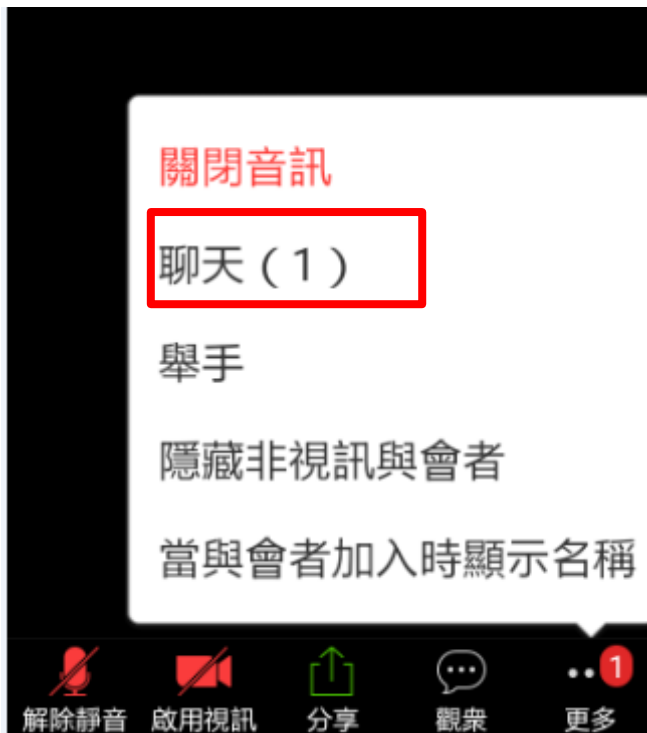 關閉音訊
聊天(1)
舉手
隱藏非視訊與會者
當與會者加入時顯示名稱
1
解除靜音 啟用視訊 分享 觀衆 更多